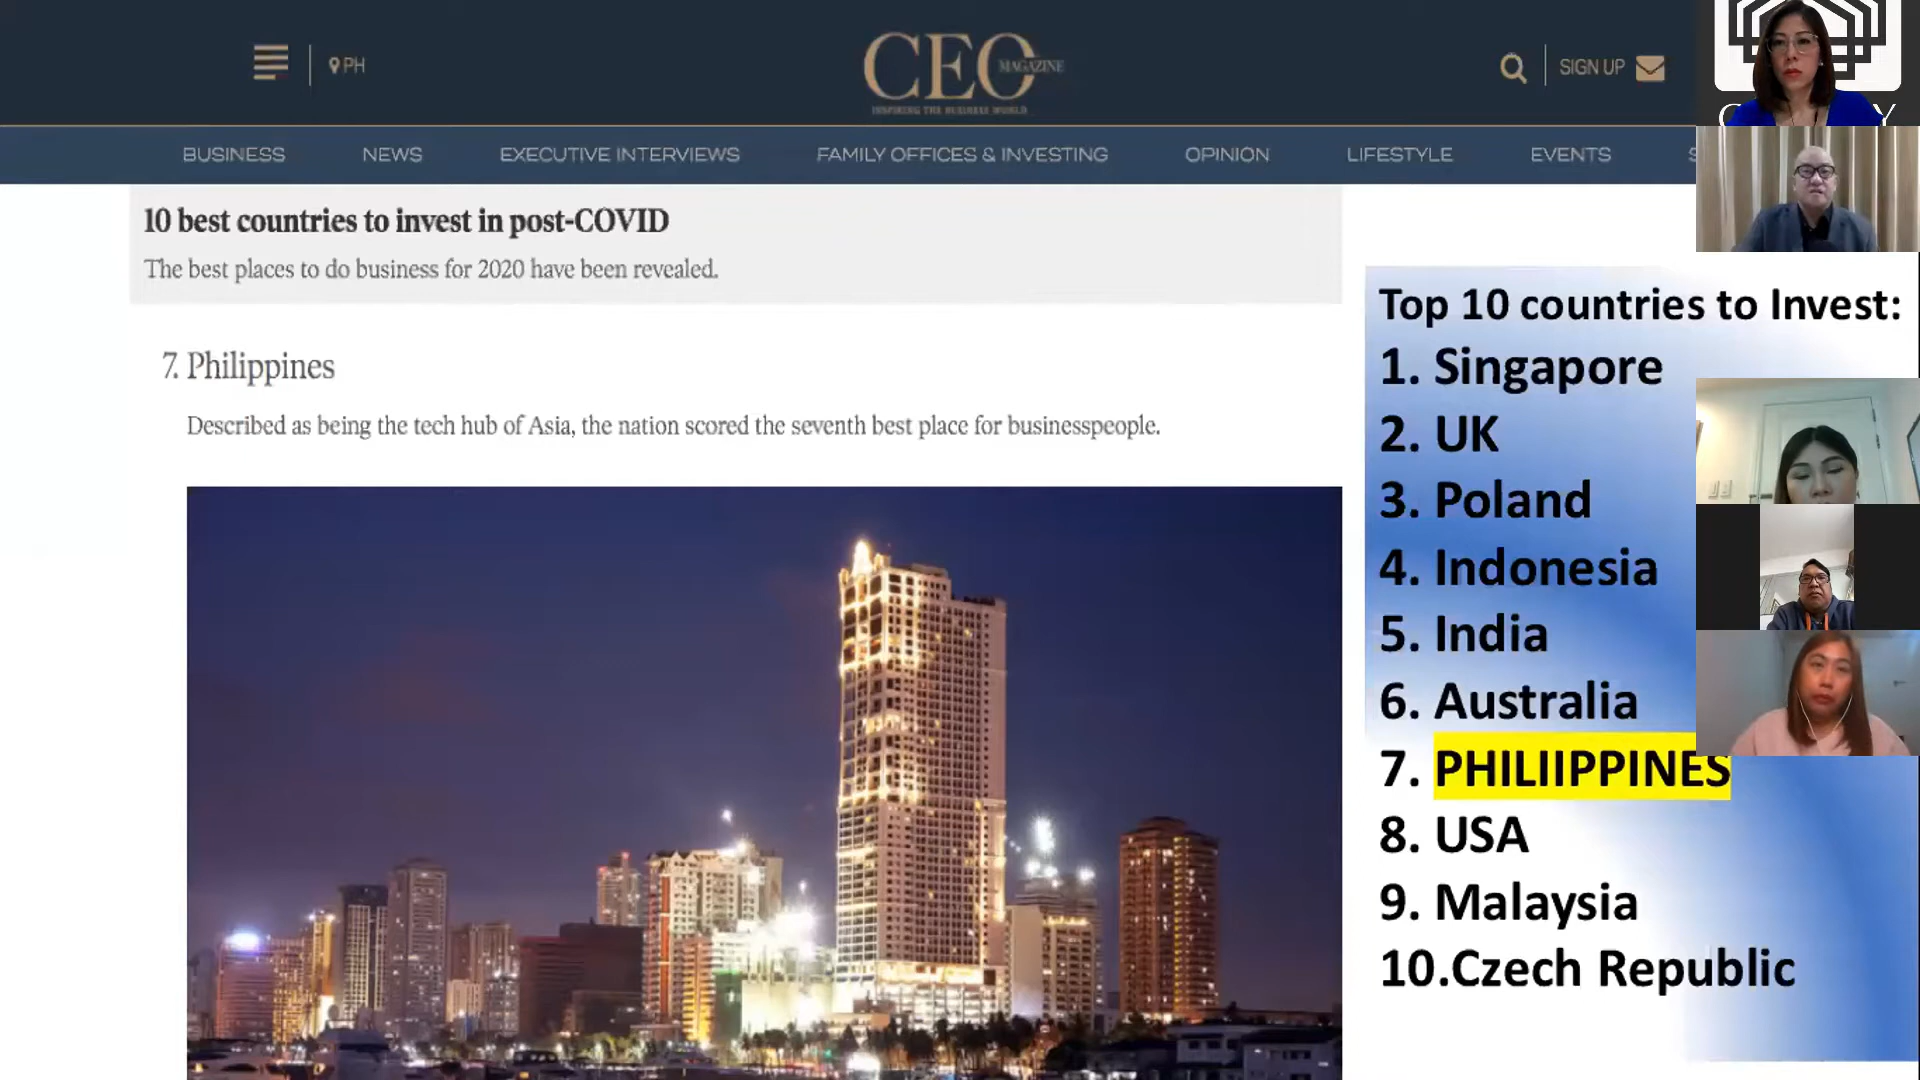 PH
CEO
MAGAZINE
INSPIRING THE BUSINESS WORLD
SIGN UP
BUSINESS NEWS EXECUTIVE INTERVIEWS FAMILY OFFICES & INVESTING OPINION LIFESTYLE EVENTS
10 best countries to invest in post-COVID
The best places to do business for 2020 have been revealed.
7. Philippines
Described as being the tech hub of Asia, the nation scored the seventh best place for businesspeople.
Top 10 countries to Invest:
1. Singapore
2. UK
3. Poland
4. Indonesia
5. India
6. Australia
7. PHILIIPPINES
8. USA
9. Malaysia
10.Czech Republic